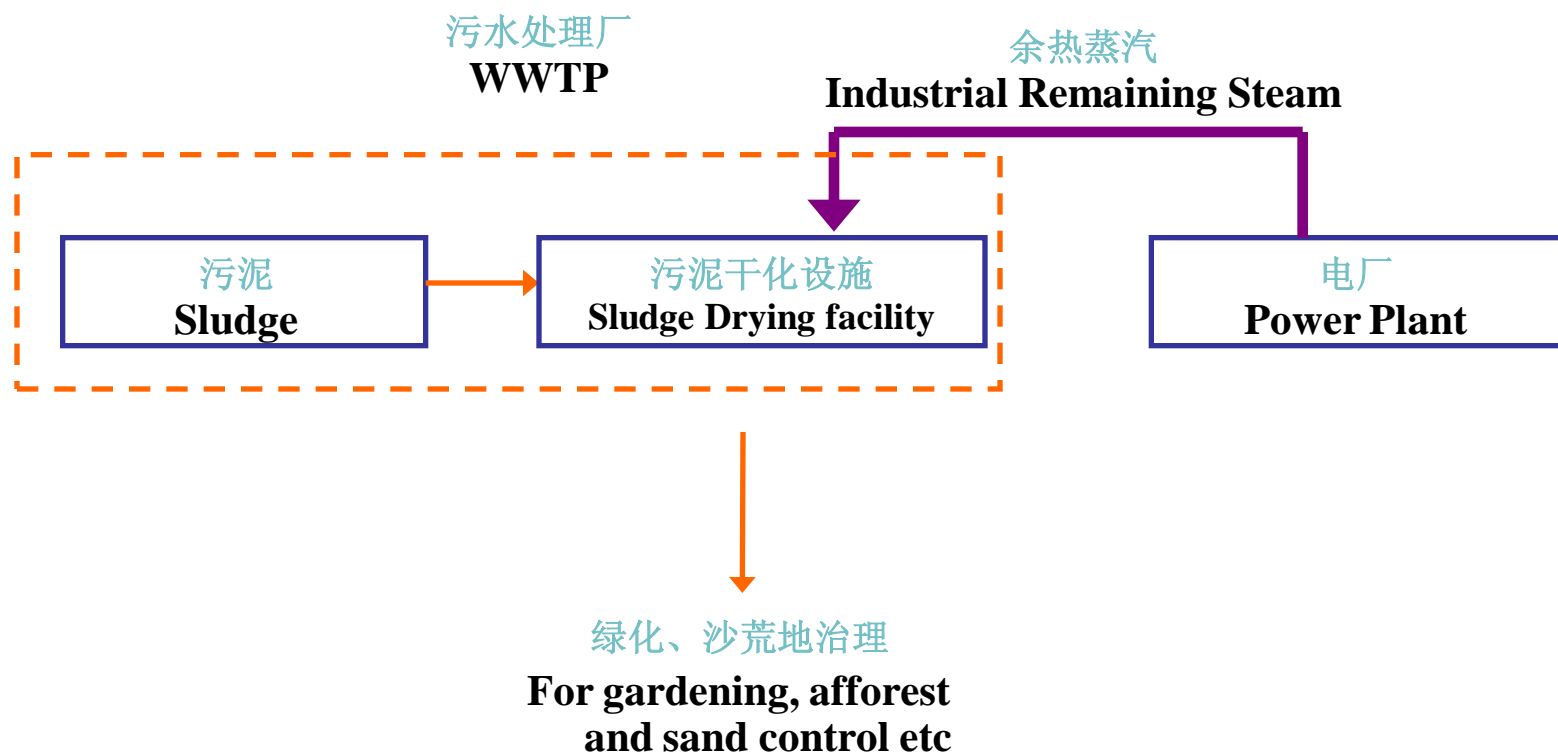 污水处理厂
WWTP
余热蒸汽
Industrial Remaining Steam
污泥
Sludge
污泥干化设施
Sludge Drying facility
电厂
Power Plant
绿化、沙荒地治理
For gardening, afforest
and sand control etc